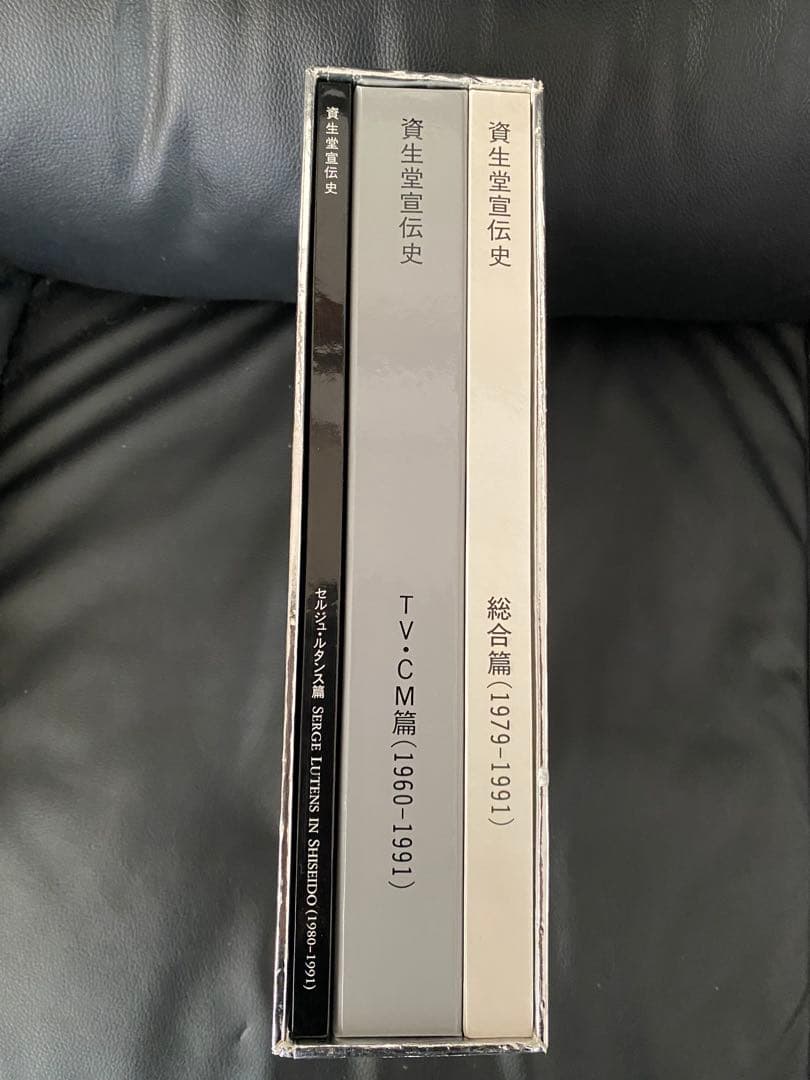 資生堂宣伝史
総合篇(1979-1991)
資生堂宣伝史
TV・CM篇(1960-1991)
資生堂宣伝史
セルジュ・ルタンス篇 SERGE LUTENS IN SHISEIDO (1980-1991)